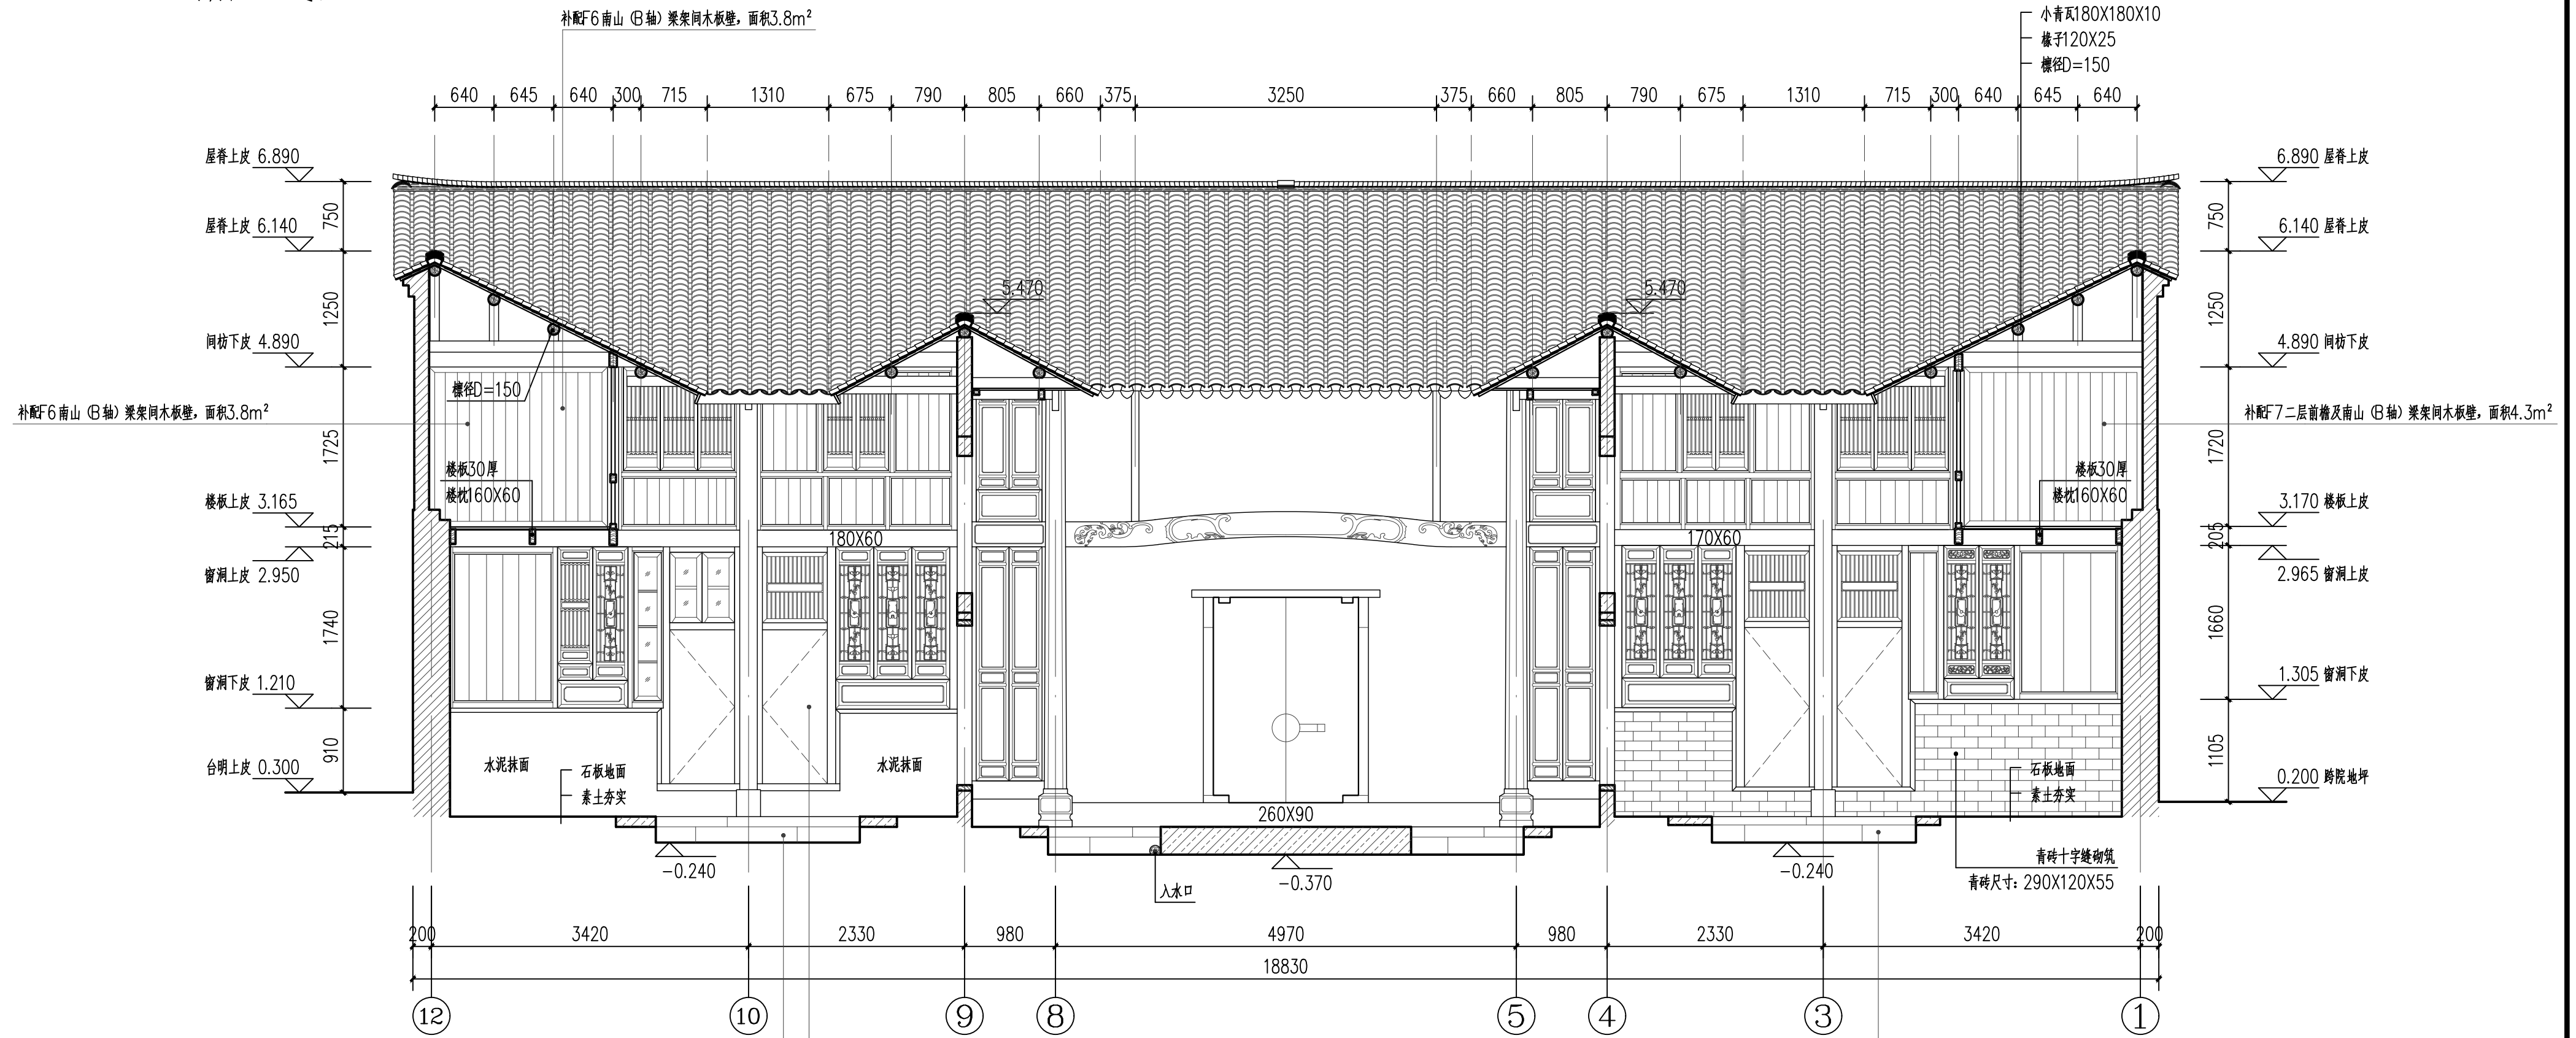 补配F6南山（B轴）梁架间木板壁，面积3.8m²
小青瓦180X180X10
椽子120X25
檩径D=150
640 645 640 300 715 1310 675 790 805 660 375 3250 375 660 805 790 675 1310 715 300 640 645 640
屋脊上皮 6.890
6.890 屋脊上皮
750
750
屋脊上皮 6.140
6.140 屋脊上皮
5.470
5.470
1250
1250
间枋下皮 4.890
4.890 间枋下皮
檩径D=150
补配F6南山（B轴）梁架间木板壁，面积3.8m²
补配F7二层前檐及南山（B轴）梁架间木板壁，面积4.3m²
1725
1720
楼板30厚
楼枕160X60
楼板30厚
楼枕160X60
楼板上皮 3.165
3.170 楼板上皮
215
205
180X60
170X60
窗洞上皮 2.950
2.965 窗洞上皮
1740
1660
窗洞下皮 1.210
1.305 窗洞下皮
910
1105
水泥抹面
水泥抹面
石板地面
素土夯实
石板地面
素土夯实
台明上皮 0.300
0.200 跨院地坪
260X90
-0.240
-0.370
-0.240
入水口
青砖十字缝砌筑
青砖尺寸：290X120X55
200 3420 2330 980 4970 980 2330 3420 200
18830
12 10 9 8 5 4 3 1